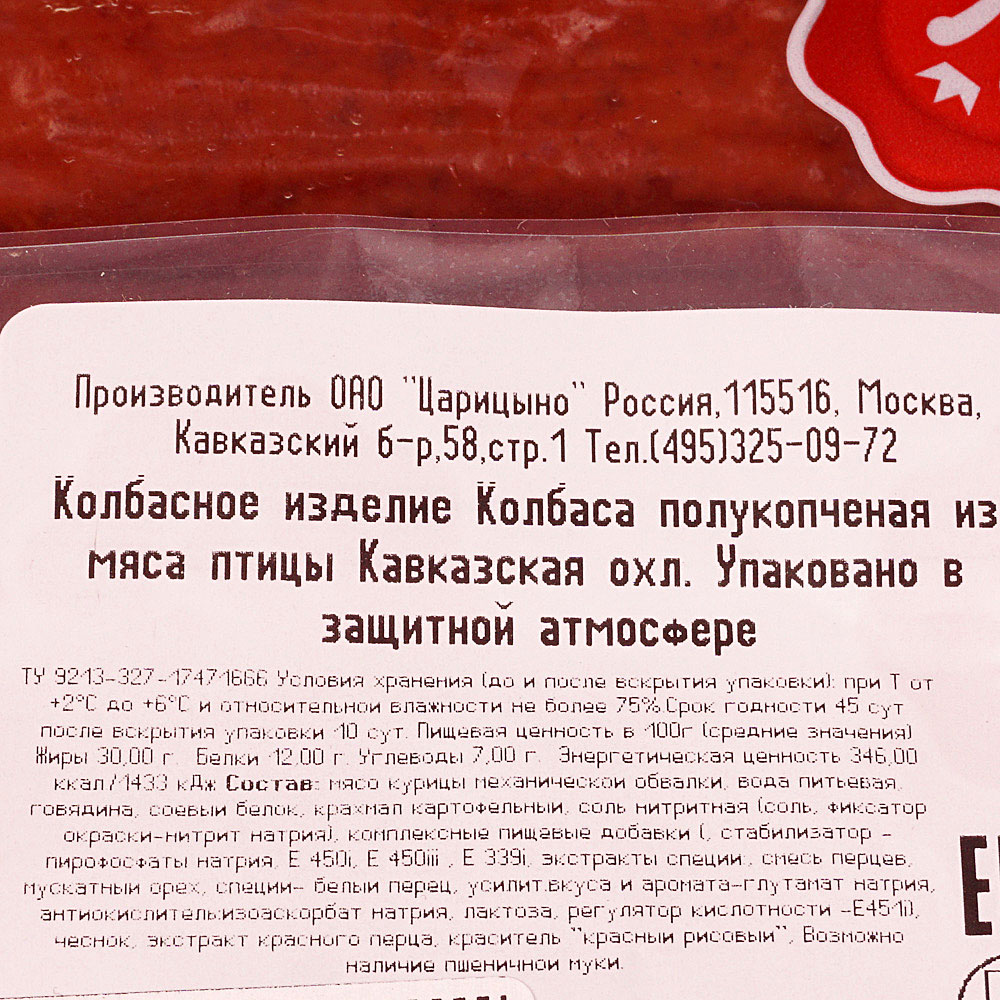 Производитель ОАО "Царицыно" Россия,115516, Москва,
Кавказский б-р,58,стр.1 Тел.(495)325-09-72
Колбасное изделие Колбаса полукопченая из
мяса птицы Кавказская охл. Упаковано в
защитной атмосфере
ТУ 9213-327-17471666 Условия хранения (до и после вскрытия упаковки): при Т от
+2°С до +6°С и относительной влажности не более 75%.Срок годности 45 сут
после вскрытия упаковки 10 сут. Пищевая ценность в 100г (средние значения)
Жиры 30,00 г. Белки 12,00 г. Углеводы 7,00 г. Энергетическая ценность 346,00
ккал/1433 кДж Состав: мясо курицы механической обвалки, вода питьевая,
говядина, соевый белок, крахмал картофельный, соль нитритная (соль, фиксатор
окраски-нитрит натрия), комплексные пищевые добавки (, стабилизатор -
пирофосфаты натрия, Е 450i, Е 450iii , Е 339i, экстракты специи:, смесь перцев,
мускатный орех, специи- белый перец, усилит.вкуса и аромата-глутамат натрия,
антиокислитель:изоаскорбат натрия, лактоза, регулятор кислотности -Е451i),
чеснок, экстракт красного перца, краситель "красный рисовый", Возможно
наличие пшеничной муки.